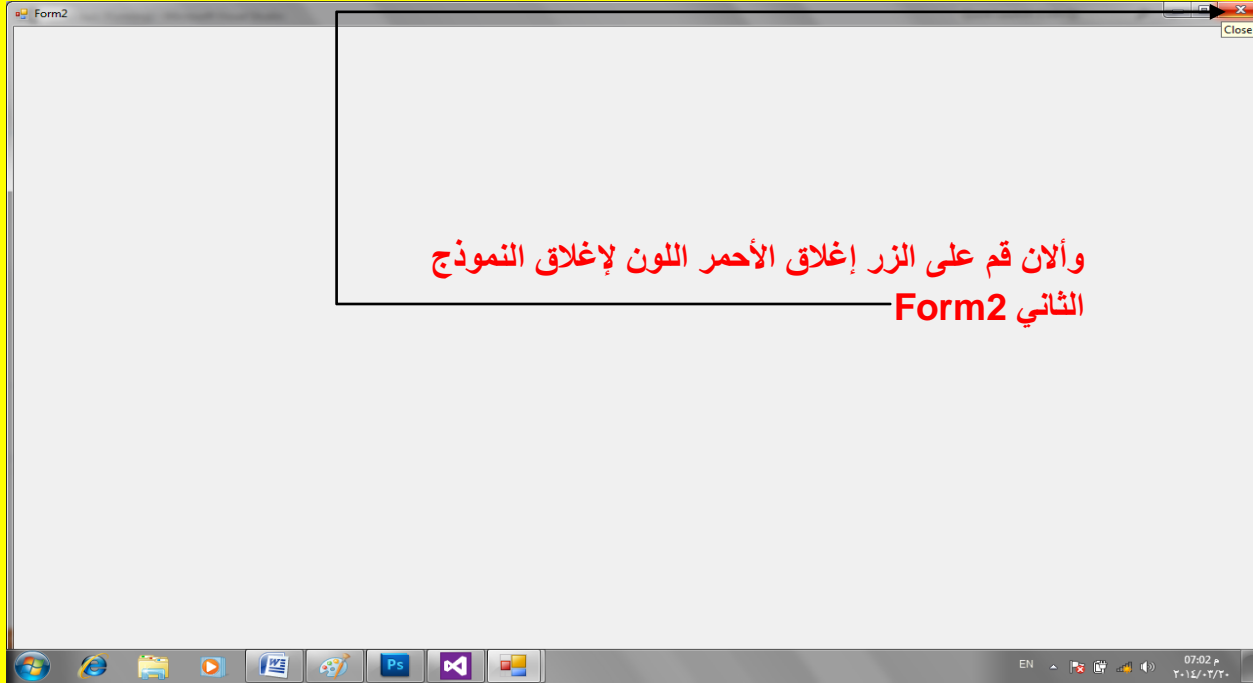 Form2
Close
وألان قم على الزر إغلاق الأحمر اللون لإغلاق النموذج
الثاني Form2
Ps
EN
07:02 م
٢٠١٤/٠٣/٢٠